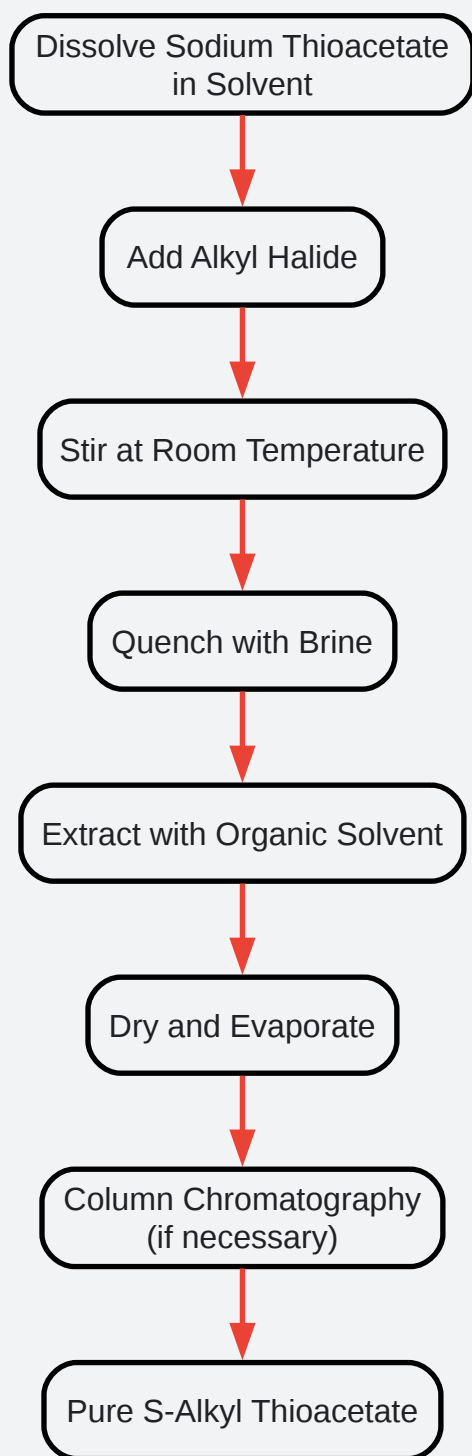 Dissolve Sodium Thioacetate
in Solvent
Add Alkyl Halide
Stir at Room Temperature
Quench with Brine
Extract with Organic Solvent
Dry and Evaporate
Column Chromatography
(if necessary)
Pure S-Alkyl Thioacetate